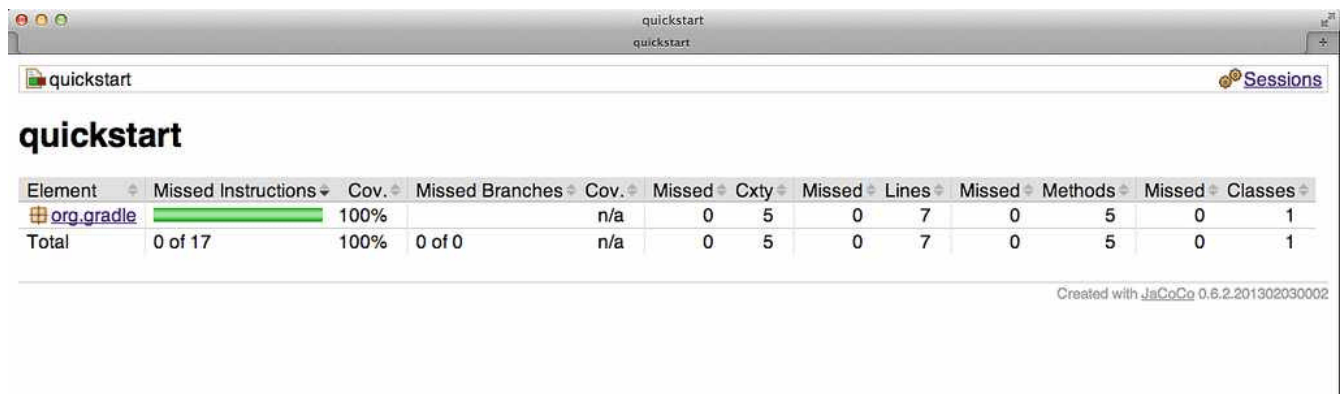 quickstart
quickstart
quickstart Sessions
quickstart
Element Missed Instructions Cov. Missed Branches Cov. Missed Cxty Missed Lines Missed Methods Missed Classes
org.gradle 100% n/a 0 5 0 7 0 5 0 1
Total 0 of 17 100% 0 of 0 n/a 0 5 0 7 0 5 0 1
Created with JaCoCo 0.6.2.201302030002